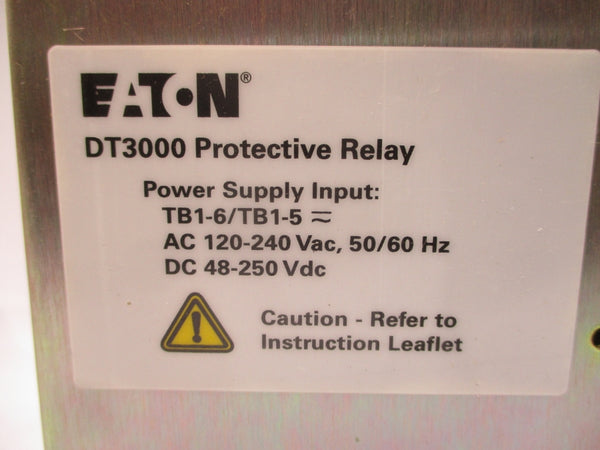 EATON®
DT3000 Protective Relay
Power Supply Input:
TB1-6/TB1-5 ⎓
AC 120-240 Vac, 50/60 Hz
DC 48-250 Vdc
Caution - Refer to
Instruction Leaflet